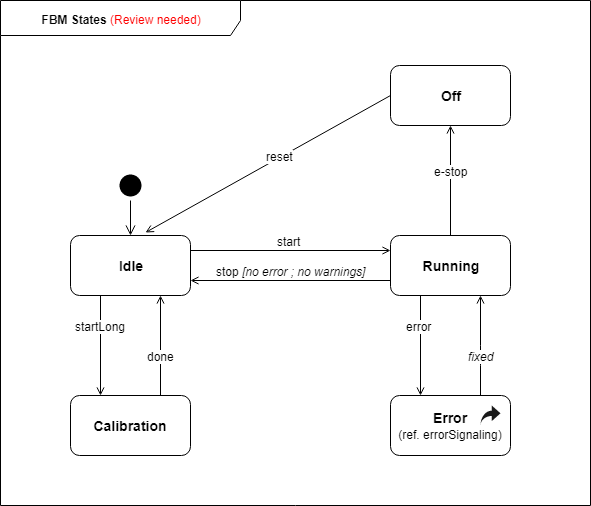 FBM States (Review needed)
Off
reset
e-stop
start
Idle
Running
stop [no error ; no warnings]
startLong
error
done
fixed
Calibration
Error
(ref. errorSignaling)